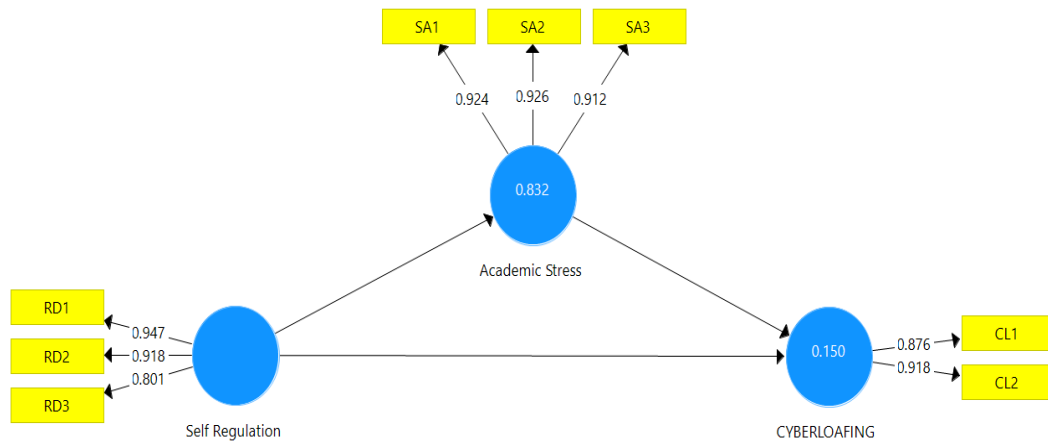 SA1 SA2 SA3
0.924 0.926 0.912
0.832
Academic Stress
RD1
RD2
RD3
0.947
0.918
0.801
Self Regulation
0.150
CYBERLOAFING
0.876
0.918
CL1
CL2